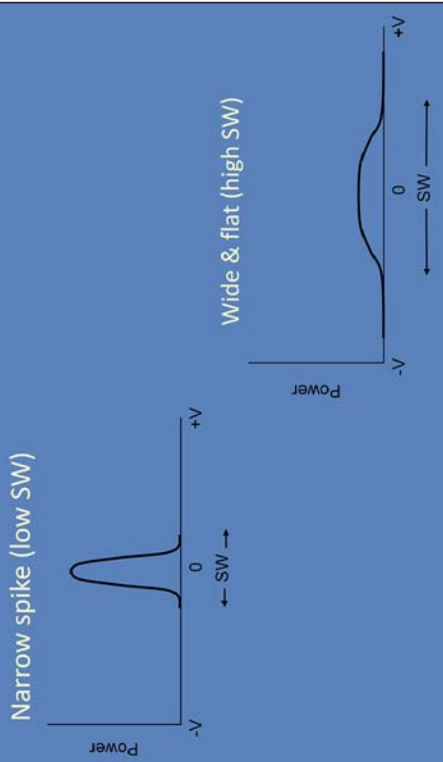 Narrow spike (low SW)
Power
-V
0
+V
← SW →
Wide & flat (high SW)
Power
-V
0
+V
← SW →